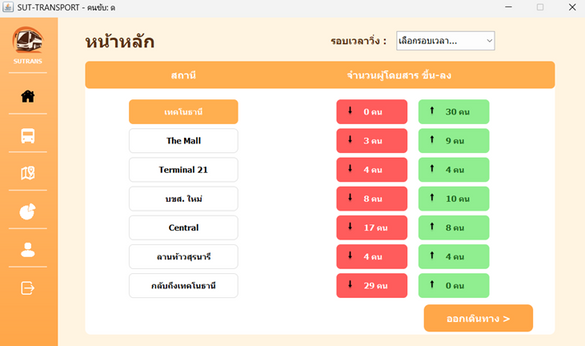 SUT-TRANSPORT - คนขับ: ด
SUTRANS
หน้าหลัก
รอบเวลาวิ่ง :
เลือกรอบเวลา...
สถานี
จำนวนผู้โดยสาร ขึ้น-ลง
เทคโนธานี
↓ 0 คน
↑ 30 คน
The Mall
↓ 3 คน
↑ 9 คน
Terminal 21
↓ 4 คน
↑ 4 คน
บขส. ใหม่
↓ 8 คน
↑ 10 คน
Central
↓ 17 คน
↑ 8 คน
ลานท้าวสุรนารี
↓ 4 คน
↑ 4 คน
กลับถึงเทคโนธานี
↓ 29 คน
↑ 0 คน
ออกเดินทาง >